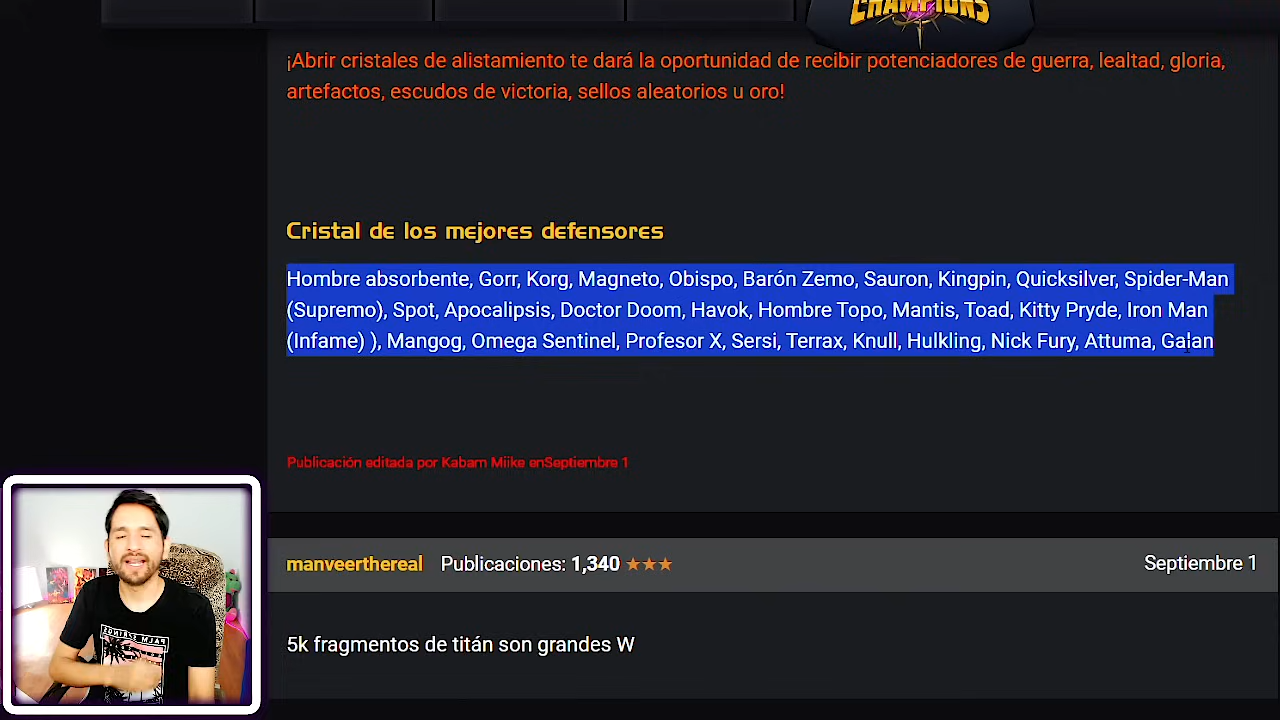 CHAMPIONS
¡Abrir cristales de alistamiento te dará la oportunidad de recibir potenciadores de guerra, lealtad, gloria,
artefactos, escudos de victoria, sellos aleatorios u oro!
Cristal de los mejores defensores
Hombre absorbente, Gorr, Korg, Magneto, Obispo, Barón Zemo, Sauron, Kingpin, Quicksilver, Spider-Man
(Supremo), Spot, Apocalipsis, Doctor Doom, Havok, Hombre Topo, Mantis, Toad, Kitty Pryde, Iron Man
(Infame) ), Mangog, Omega Sentinel, Profesor X, Sersi, Terrax, Knull, Hulkling, Nick Fury, Attuma, Galan
Publicación editada por Kabam Miike enSeptiembre 1
manveerthereal Publicaciones: 1,340 ★★★ Septiembre 1
5k fragmentos de titán son grandes W
PALM SPRINGS